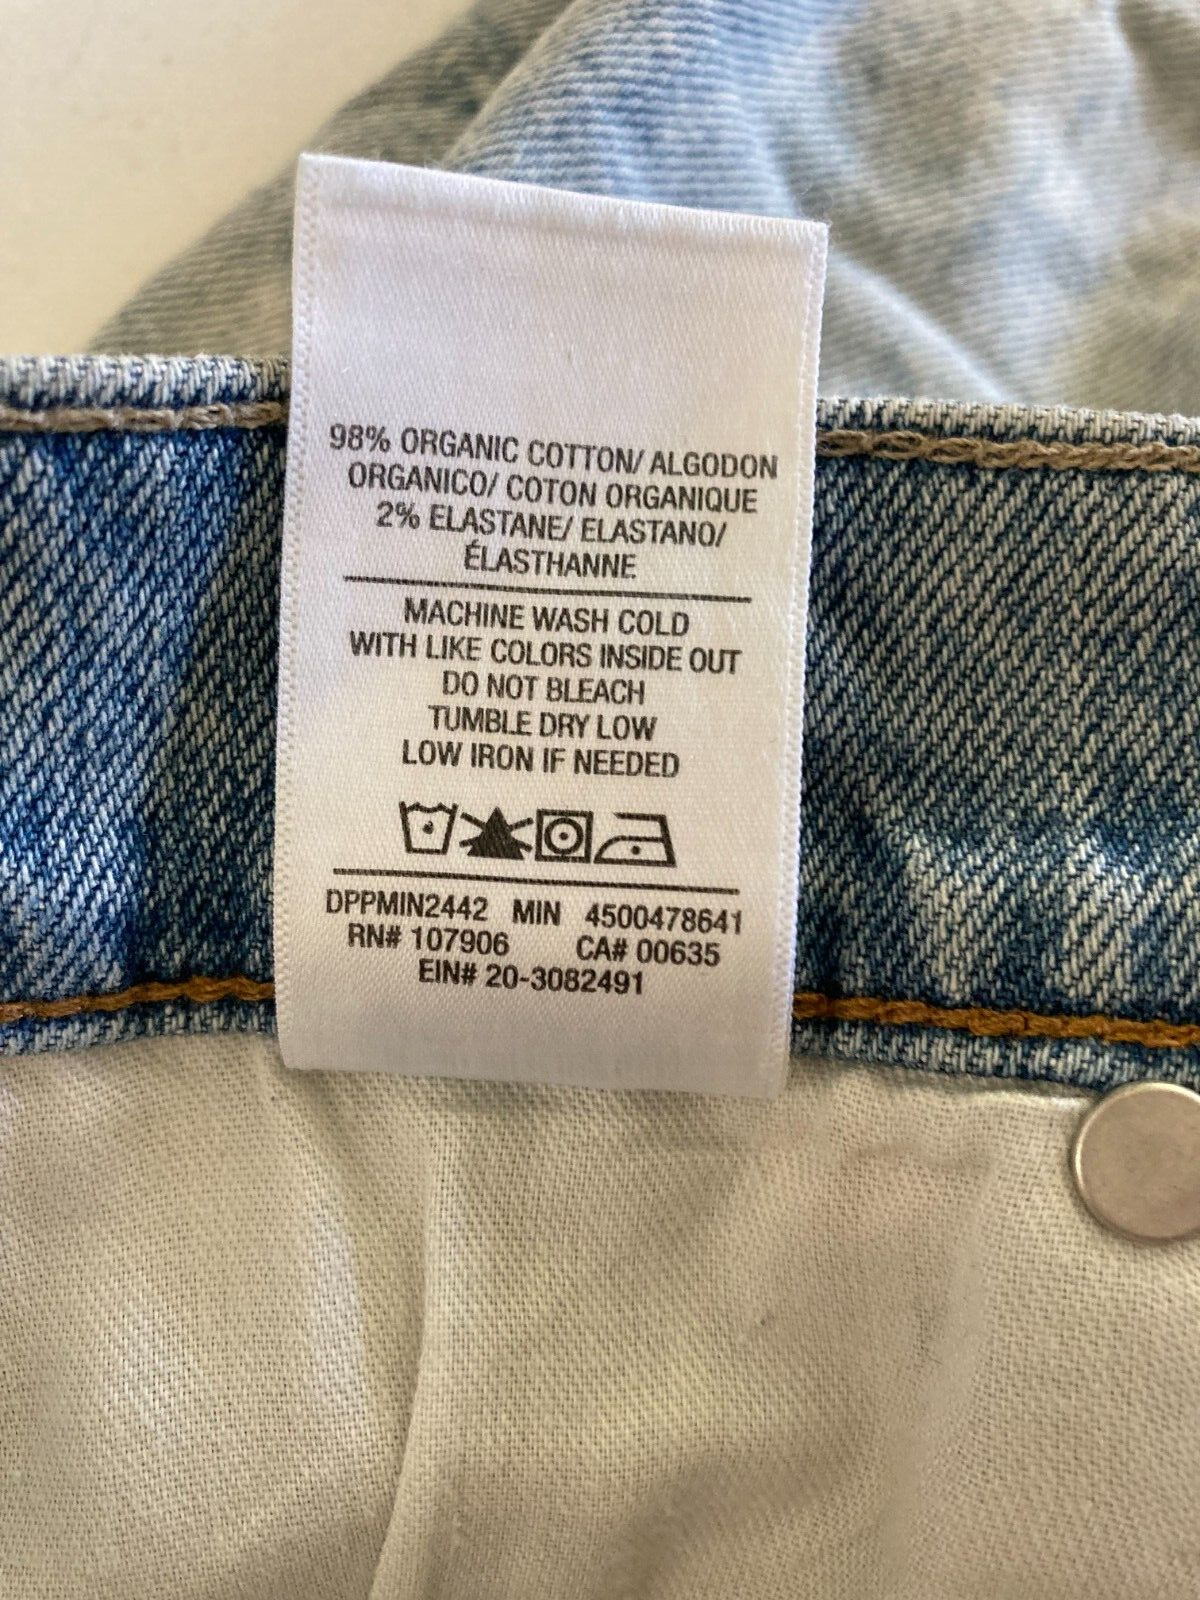 98% ORGANIC COTTON/ ALGODON
ORGANICO/ COTON ORGANIQUE
2% ELASTANE/ ELASTANO/
ÉLASTHANNE
MACHINE WASH COLD
WITH LIKE COLORS INSIDE OUT
DO NOT BLEACH
TUMBLE DRY LOW
LOW IRON IF NEEDED
DPPMIN2442 MIN 4500478641
RN# 107906 CA# 00635
EIN# 20-3082491